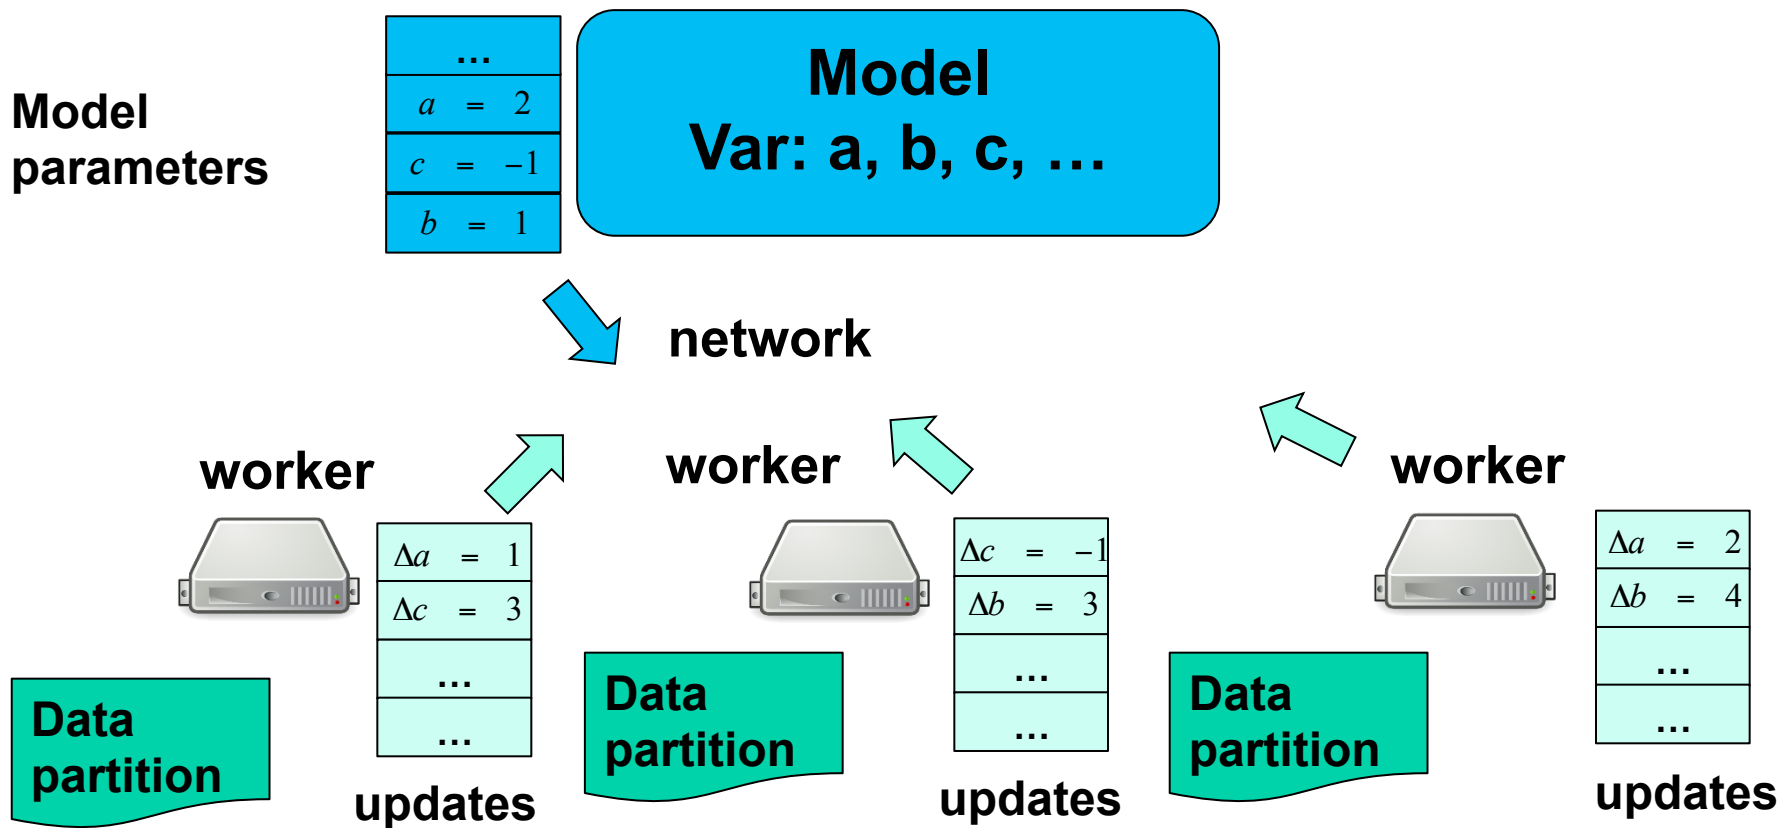 ...
a = 2
c = −1
b = 1
Model
Var: a, b, c, …
Model
parameters
network
worker
worker
worker
Δa = 1
Δc = 3
...
...
Δc = −1
Δb = 3
...
...
Δa = 2
Δb = 4
...
...
Data
partition
updates
Data
partition
updates
Data
partition
updates